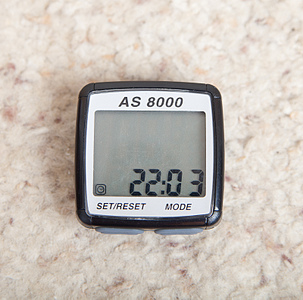 AS 8000
22:03
SET/RESET MODE